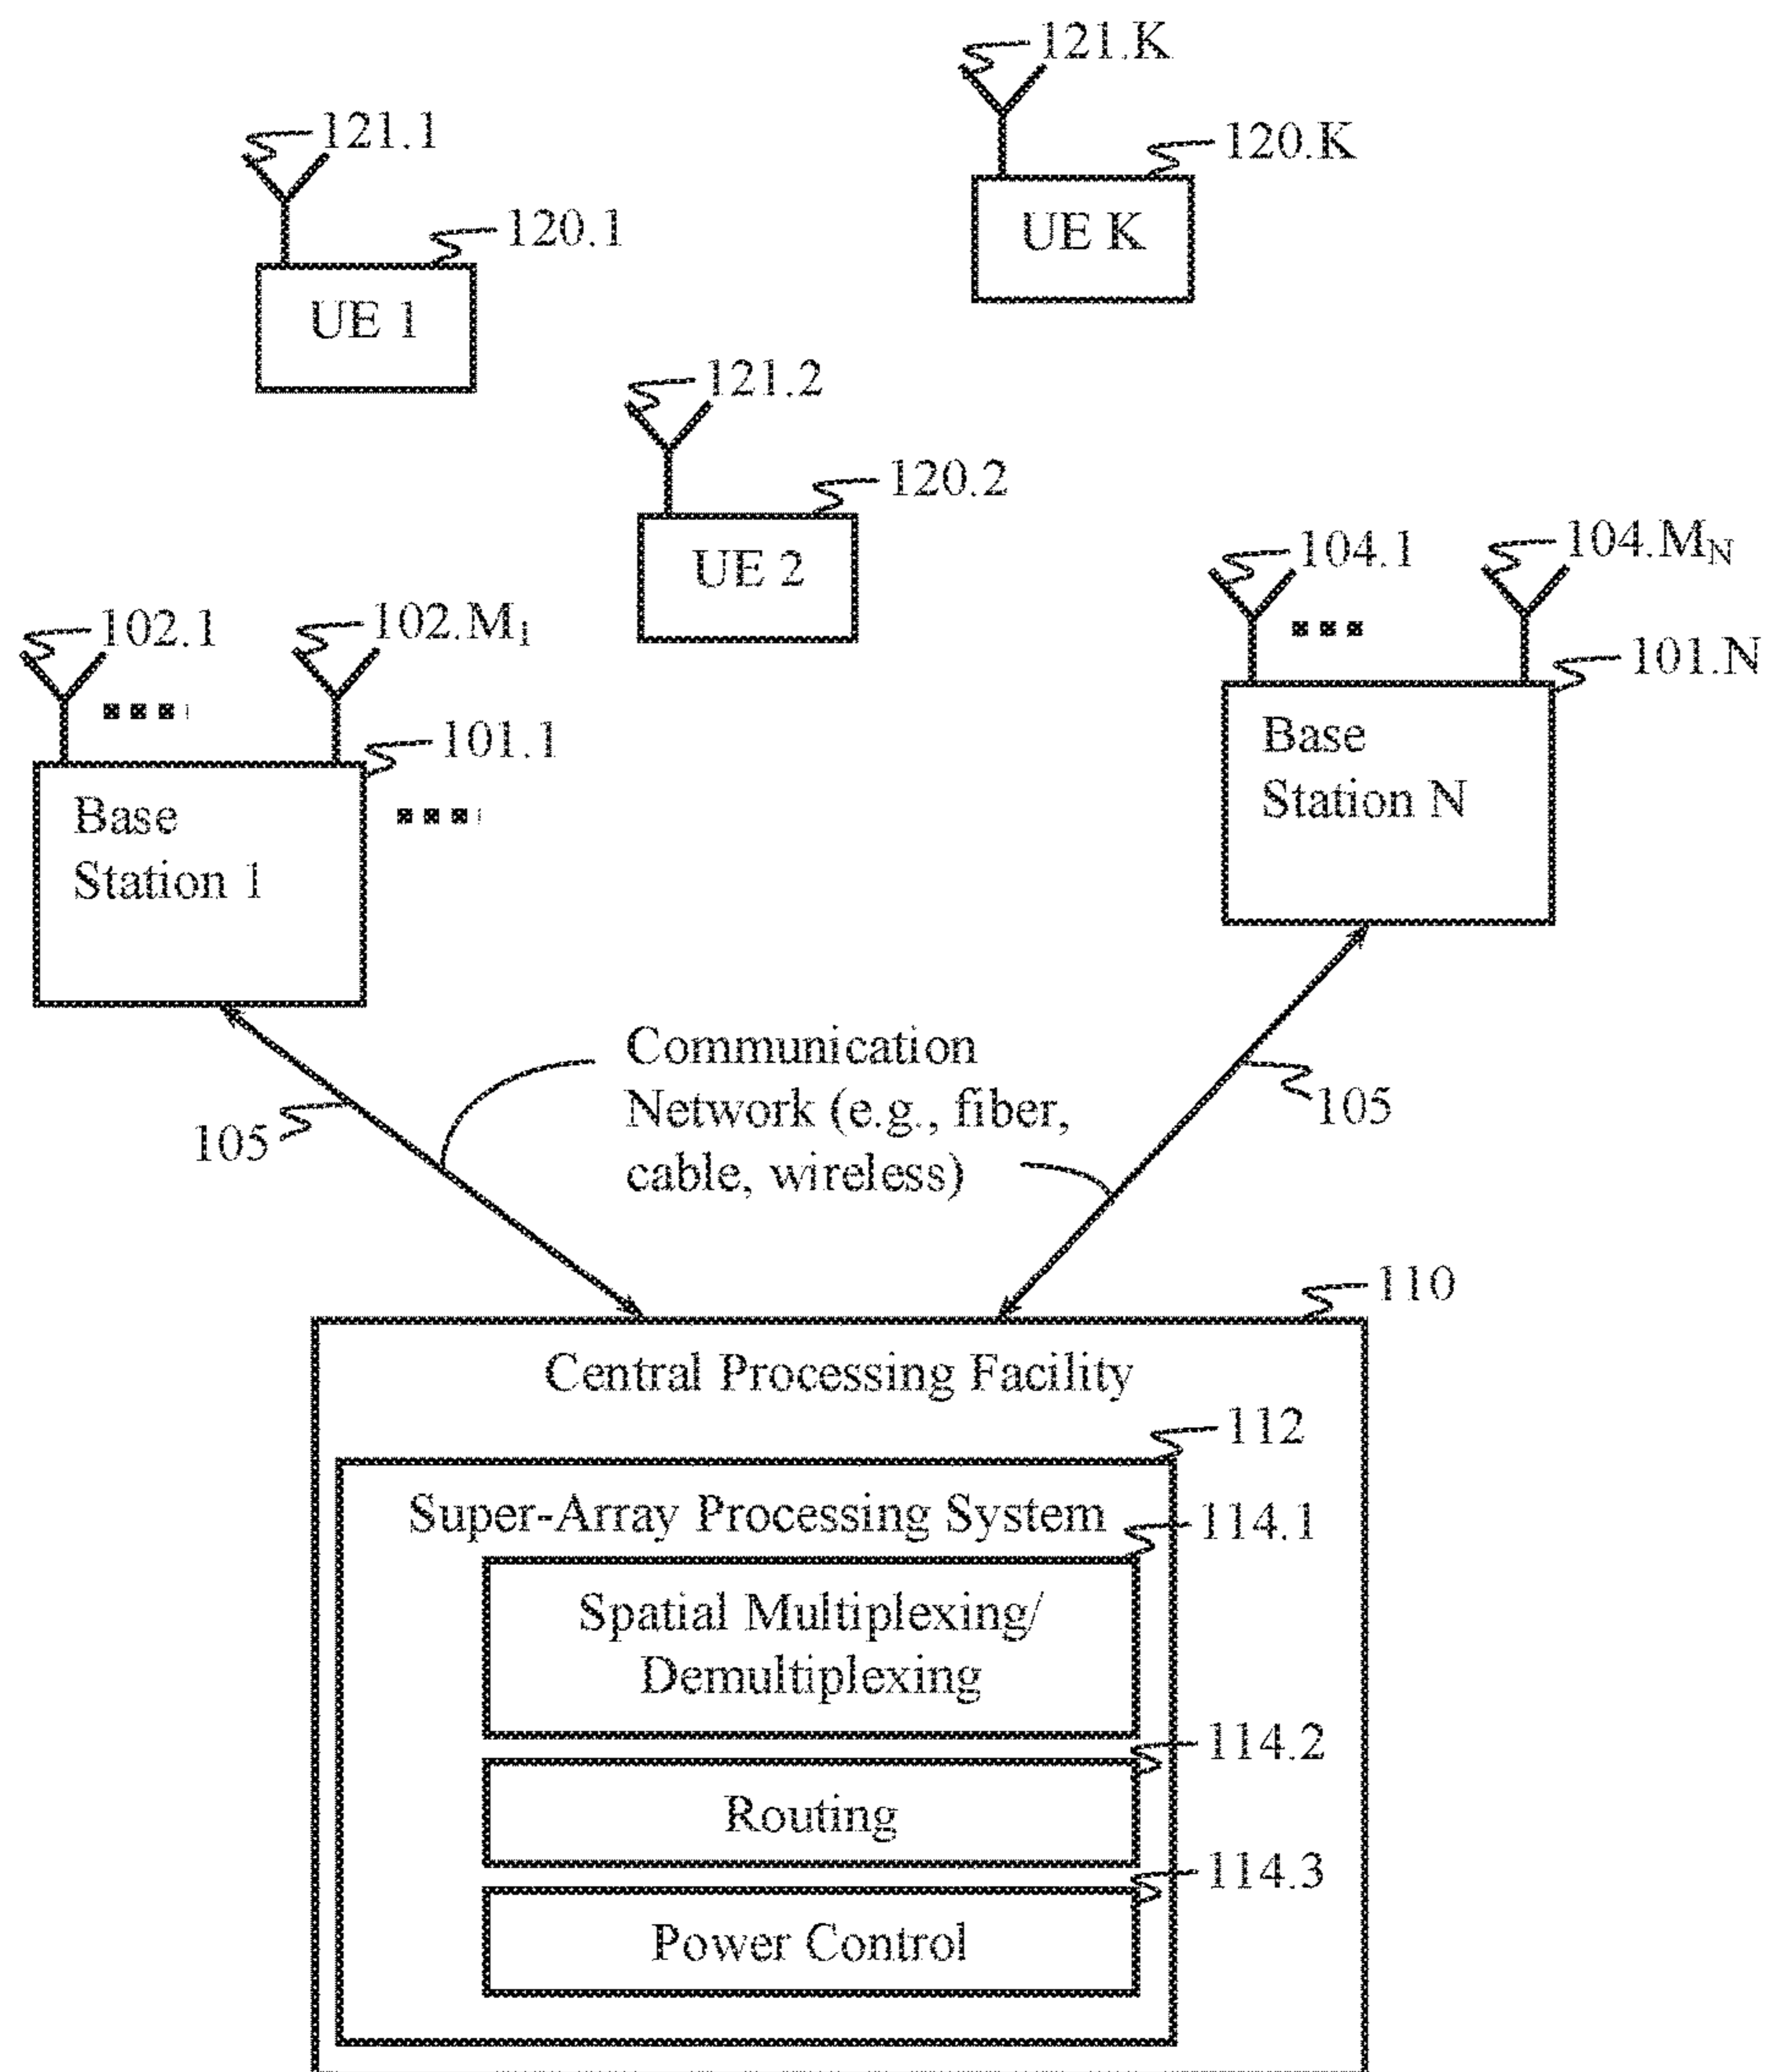 121.K
121.1
120.K
UE K
120.1
UE 1
121.2
120.2
UE 2
104.1
104.M_N
102.1
102.M_1
101.N
101.1
Base
Station N
Base
Station 1
Communication
Network (e.g., fiber,
cable, wireless)
105
105
110
Central Processing Facility
112
Super-Array Processing System
114.1
Spatial Multiplexing/
Demultiplexing
114.2
Routing
114.3
Power Control